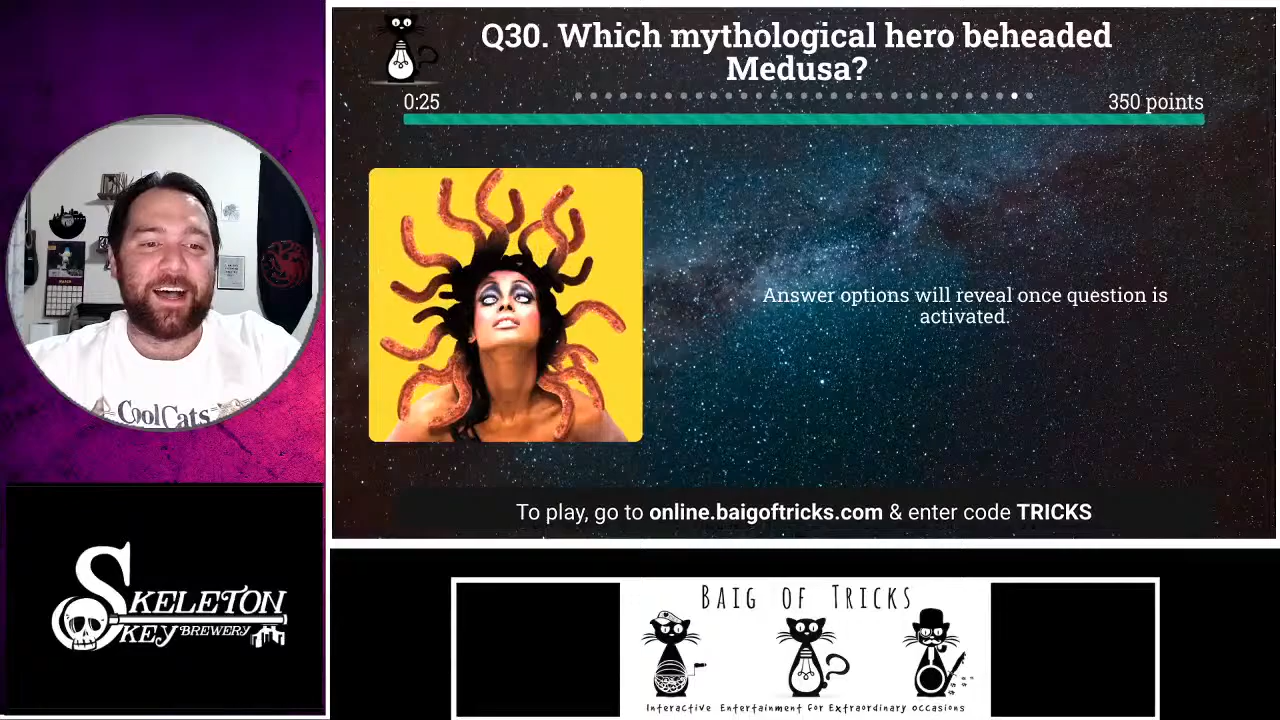 Q30. Which mythological hero beheaded
Medusa?
0:25
350 points
Answer options will reveal once question is
activated.
To play, go to online.baigoftricks.com & enter code TRICKS
CoolCats
SKELETON
KEY BREWERY
BAIG OF TRICKS
Interactive Entertainment for Extraordinary occasions